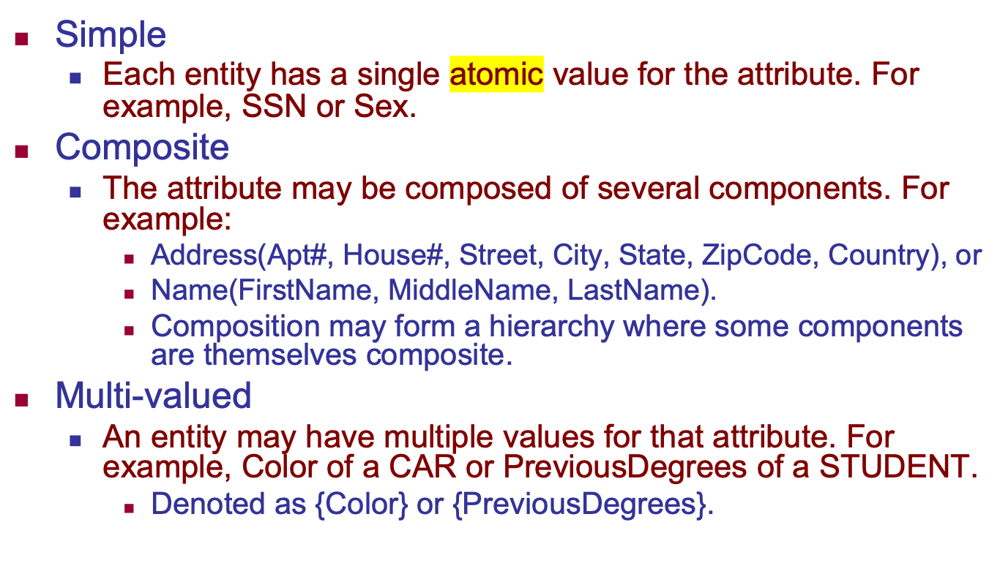 Simple
Each entity has a single atomic value for the attribute. For
example, SSN or Sex.
Composite
The attribute may be composed of several components. For
example:
Address(Apt#, House#, Street, City, State, ZipCode, Country), or
Name(FirstName, MiddleName, LastName).
Composition may form a hierarchy where some components
are themselves composite.
Multi-valued
An entity may have multiple values for that attribute. For
example, Color of a CAR or PreviousDegrees of a STUDENT.
Denoted as {Color} or {PreviousDegrees}.